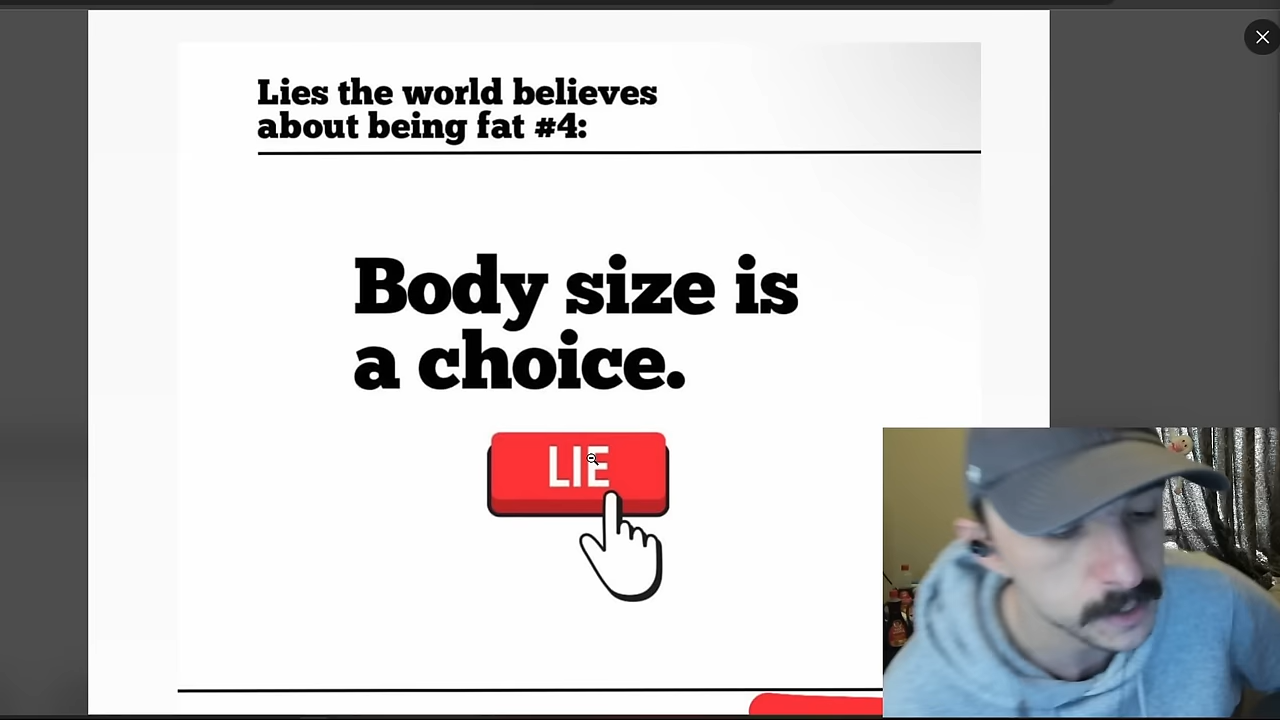 Lies the world believes
about being fat #4:
Body size is
a choice.
LIE